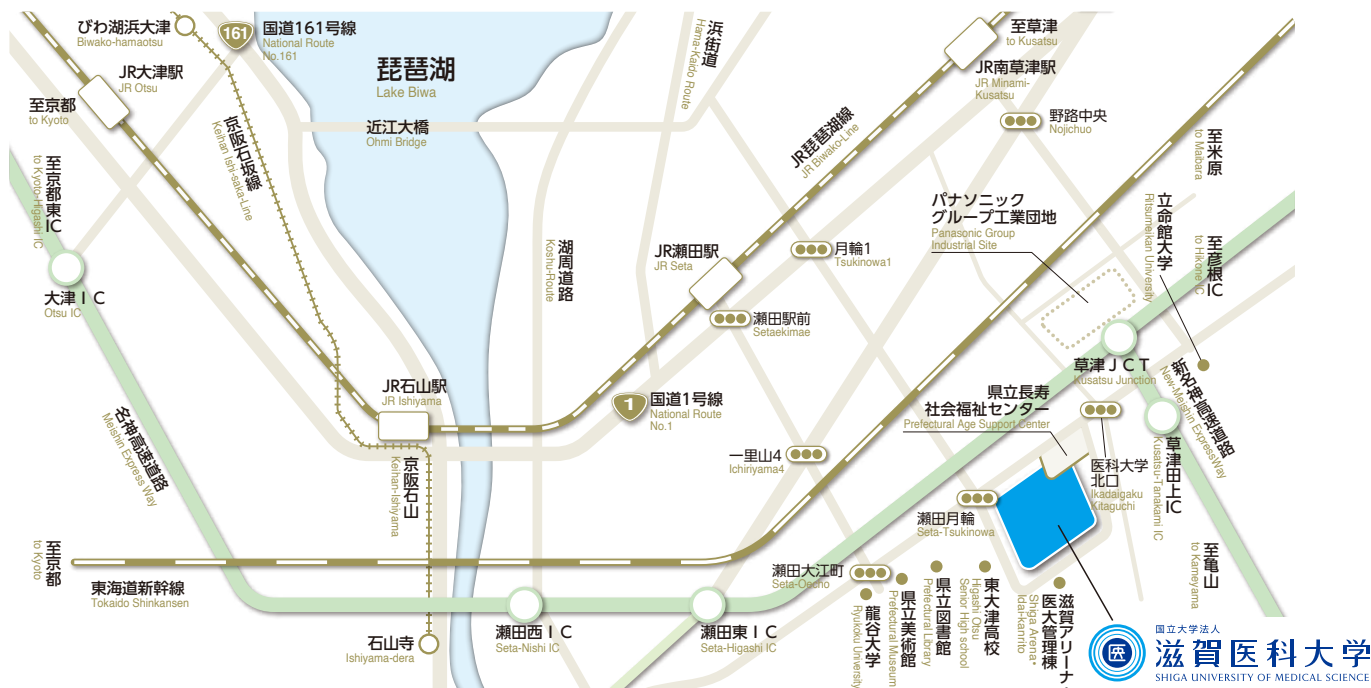 びわ湖浜大津
Biwako-hamaotsu
161
国道161号線
National Route
No.161
琵琶湖
Lake Biwa
浜街道
Hama-Kaido Route
至草津
to Kusatsu
JR大津駅
JR Otsu
至京都
to Kyoto
JR南草津駅
JR Minami-
Kusatsu
野路中央
Nojichuo
京阪石坂線
Keihan Ishi-saka-Line
近江大橋
Ohmi Bridge
JR琵琶湖線
JR Biwako-Line
至米原
to Maibara
至京都東IC
to Kyoto-Higashi IC
パナソニック
グループ工業団地
Panasonic Group
Industrial Site
立命館大学
Ritsumeikan University
至彦根IC
to Hikone IC
大津IC
Otsu IC
湖周道路
Koshu-Route
JR瀬田駅
JR Seta
月輪1
Tsukinowa1
瀬田駅前
Setaekimae
草津JCT
Kusatsu Junction
新名神高速道路
New-Meishin ExpressWay
JR石山駅
JR Ishiyama
1
国道1号線
National Route
No.1
県立長寿
社会福祉センター
Prefectural Age Support Center
名神高速道路
Meishin Express Way
京阪石山
Keihan-Ishiyama
一里山4
Ichiriyama4
医科大学
北口
Ikadaigaku
Kitaguchi
草津田上IC
Kusatsu-Tanakami IC
瀬田月輪
Seta-Tsukinowa
至京都
to Kyoto
東海道新幹線
Tokaido Shinkansen
瀬田大江町
Seta-Oecho
至亀山
to Kameyama
石山寺
Ishiyama-dera
瀬田西IC
Seta-Nishi IC
瀬田東IC
Seta-Higashi IC
龍谷大学
Ryukoku University
県立美術館
Prefectural Museum
県立図書館
Prefectural Library
東大津高校
Higashi Otsu
Senior High school
滋賀アリーナ・
医大管理棟
Shiga Arena•
Idai-kanrito
医
国立大学法人
滋賀医科大学
SHIGA UNIVERSITY OF MEDICAL SCIENCE